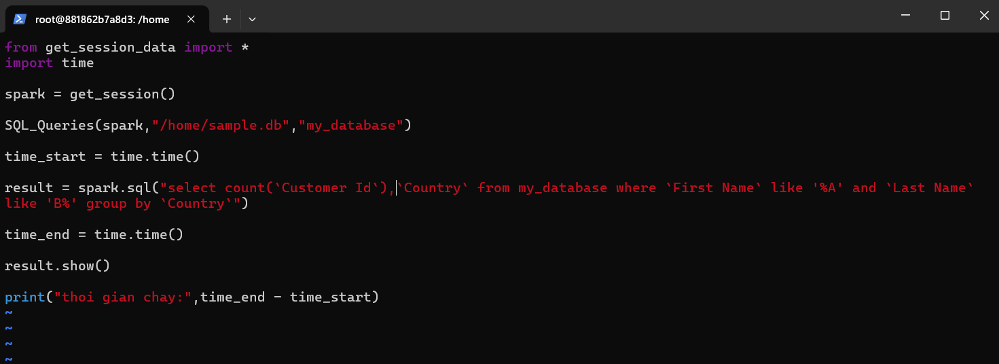 root@881862b7a8d3: /home
from get_session_data import *
import time
spark = get_session()
SQL_Queries(spark,"/home/sample.db","my_database")
time_start = time.time()
result = spark.sql("select count(`Customer Id`),`Country` from my_database where `First Name` like '%A' and `Last Name`
like 'B%' group by `Country`")
time_end = time.time()
result.show()
print("thoi gian chay:",time_end - time_start)
~
~
~
~